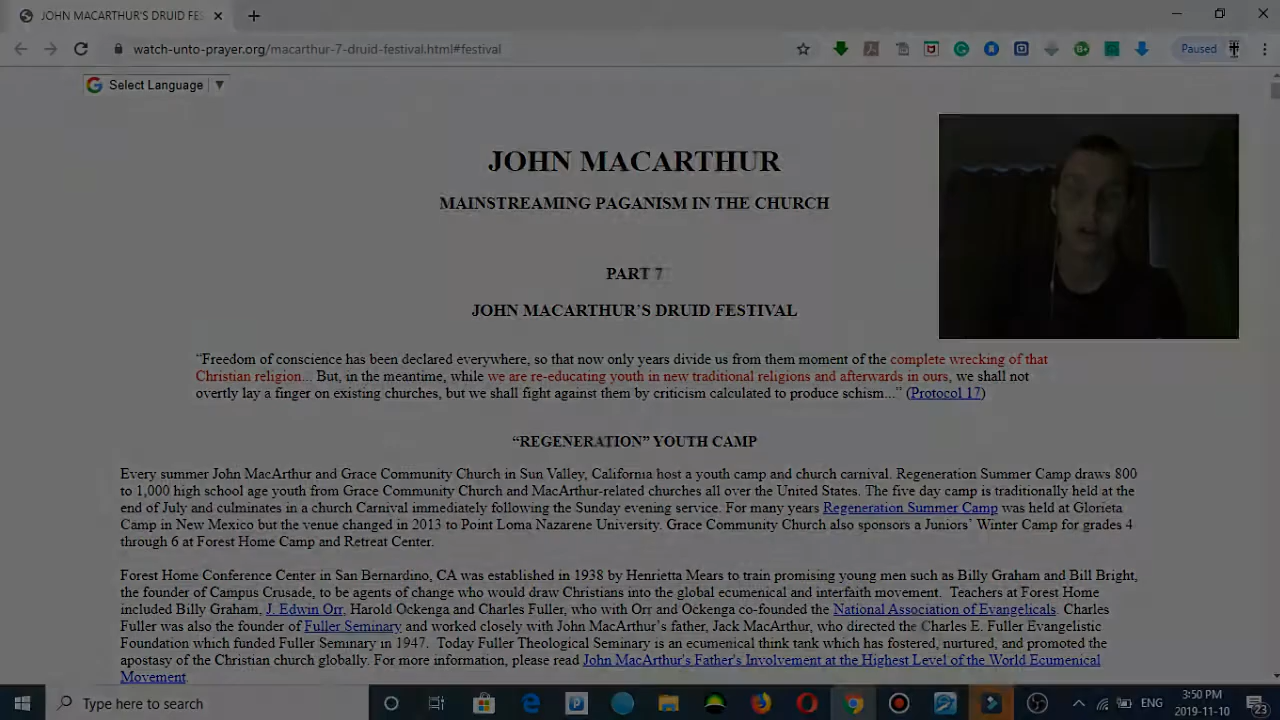 JOHN MACARTHUR'S DRUID FES
watch-unto-prayer.org/macarthur-7-druid-festival.html#festival
Paused
Select Language
JOHN MACARTHUR
MAINSTREAMING PAGANISM IN THE CHURCH
PART 7
JOHN MACARTHUR'S DRUID FESTIVAL
“Freedom of conscience has been declared everywhere, so that now only years divide us from them moment of the complete wrecking of that
Christian religion... But, in the meantime, while we are re-educating youth in new traditional religions and afterwards in ours, we shall not
overtly lay a finger on existing churches, but we shall fight against them by criticism calculated to produce schism...” (Protocol 17)
“REGENERATION” YOUTH CAMP
Every summer John MacArthur and Grace Community Church in Sun Valley, California host a youth camp and church carnival. Regeneration Summer Camp draws 800
to 1,000 high school age youth from Grace Community Church and MacArthur-related churches all over the United States. The five day camp is traditionally held at the
end of July and culminates in a church Carnival immediately following the Sunday evening service. For many years Regeneration Summer Camp was held at Glorieta
Camp in New Mexico but the venue changed in 2013 to Point Loma Nazarene University. Grace Community Church also sponsors a Juniors' Winter Camp for grades 4
through 6 at Forest Home Camp and Retreat Center.
Forest Home Conference Center in San Bernardino, CA was established in 1938 by Henrietta Mears to train promising young men such as Billy Graham and Bill Bright,
the founder of Campus Crusade, to be agents of change who would draw Christians into the global ecumenical and interfaith movement. Teachers at Forest Home
included Billy Graham, J. Edwin Orr, Harold Ockenga and Charles Fuller, who with Orr and Ockenga co-founded the National Association of Evangelicals. Charles
Fuller was also the founder of Fuller Seminary and worked closely with John MacArthur's father, Jack MacArthur, who directed the Charles E. Fuller Evangelistic
Foundation which funded Fuller Seminary in 1947. Today Fuller Theological Seminary is an ecumenical think tank which has fostered, nurtured, and promoted the
apostasy of the Christian church globally. For more information, please read John MacArthur's Father's Involvement at the Highest Level of the World Ecumenical
Movement.
Type here to search
ENG
3:50 PM
2019-11-10
23